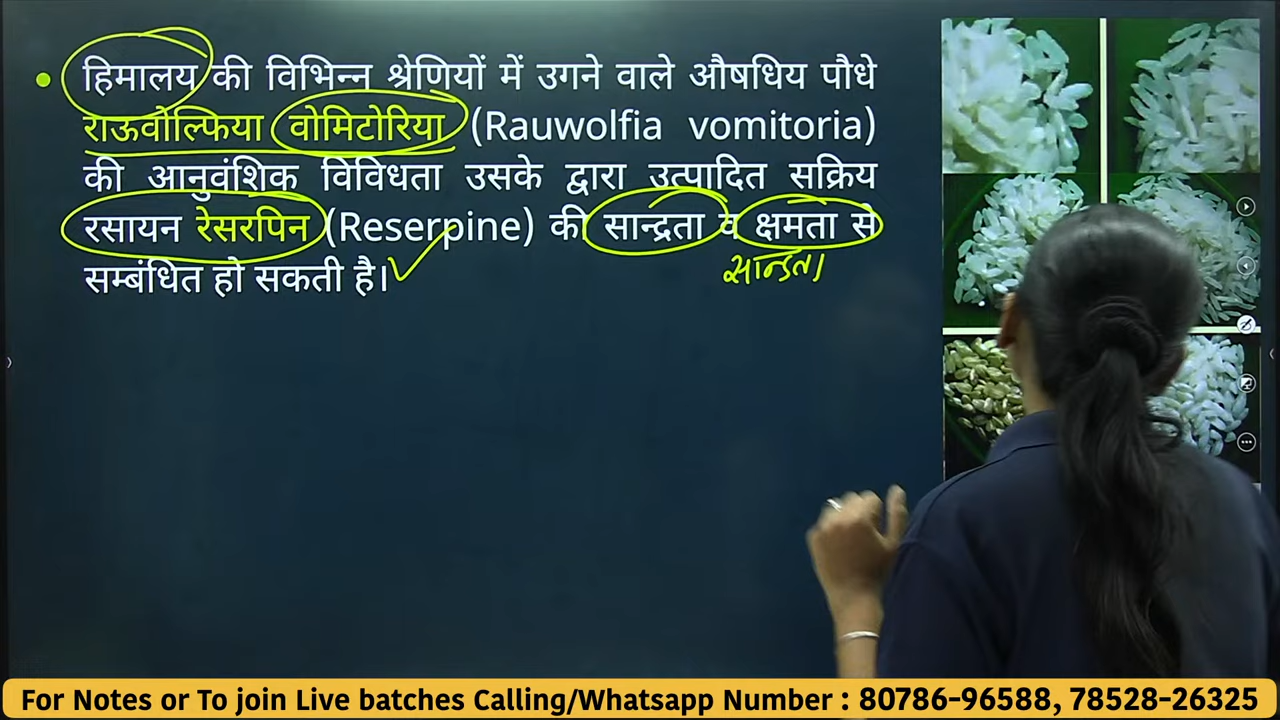 हिमालय की विभिन्न श्रेणियों में उगने वाले औषधिय पौधे
राऊवोल्फिया वोमिटोरिया (Rauwolfia vomitoria)
की आनुवंशिक विविधता उसके द्वारा उत्पादित सक्रिय
रसायन रेसरपिन (Reserpine) की सान्द्रता व क्षमता से
सान्द्रता
सम्बंधित हो सकती है।
For Notes or To join Live batches Calling/Whatsapp Number : 80786-96588, 78528-26325